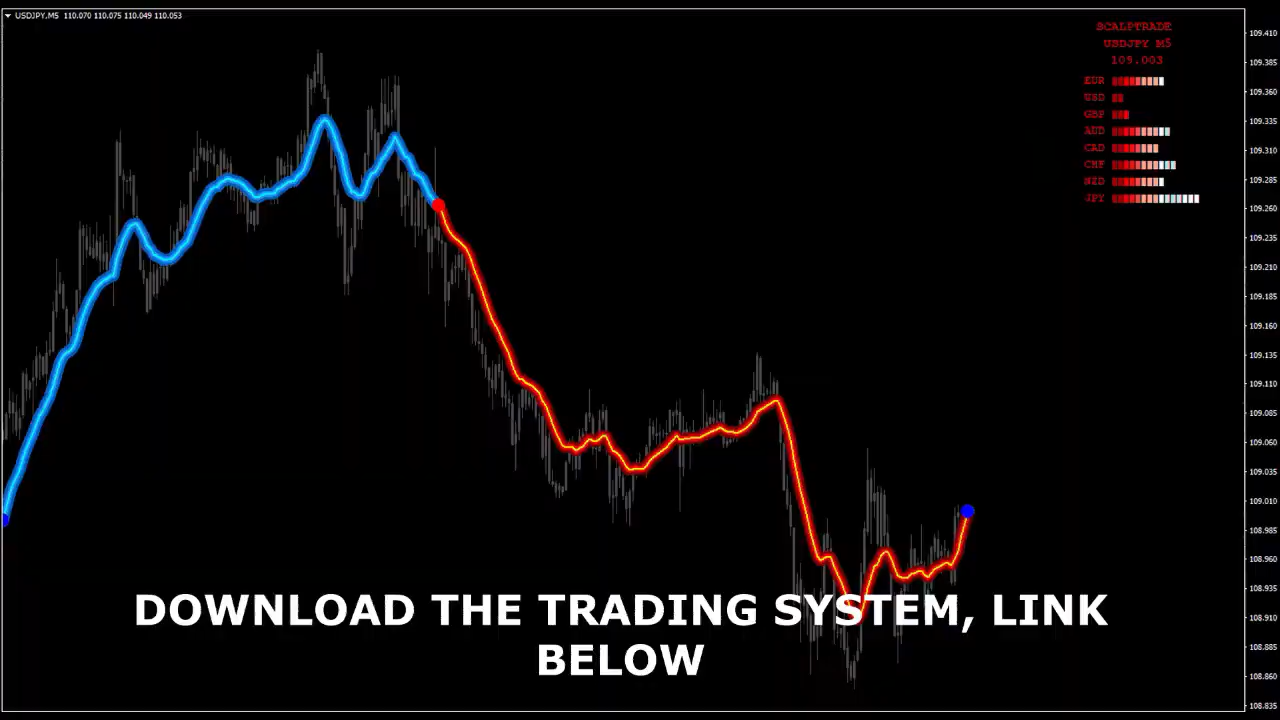 USDJPY,M5 110.070 110.075 110.049 110.053
SCALPTRADE
USDJPY M5
109.003
EUR
USD
GBP
AUD
CAD
CHF
NZD
JPY
109.410
109.385
109.360
109.335
109.310
109.285
109.260
109.235
109.210
109.185
109.160
109.135
109.110
109.085
109.060
109.035
109.010
108.985
108.960
108.935
108.910
108.885
108.860
108.835
DOWNLOAD THE TRADING SYSTEM, LINK
BELOW